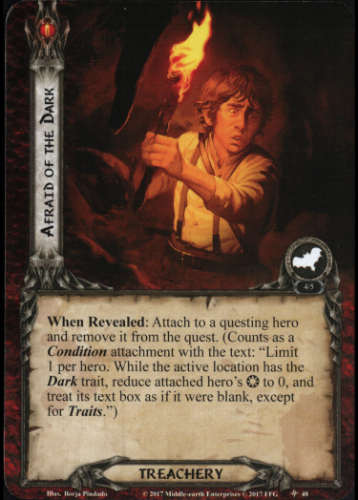 AFRAID OF THE DARK
4/5
When Revealed: Attach to a questing hero
and remove it from the quest. (Counts as
a Condition attachment with the text: “Limit
1 per hero. While the active location has the
Dark trait, reduce attached hero’s to 0, and
treat its text box as if it were blank, except
for Traits.”)
TREACHERY
Illus. Borja Pindado © 2017 Middle-earth Enterprises © 2017 FFG 48